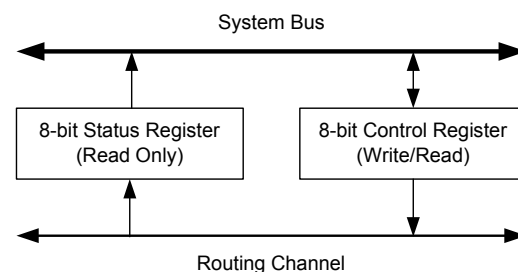 System Bus
8-bit Status Register
(Read Only)
8-bit Control Register
(Write/Read)
Routing Channel